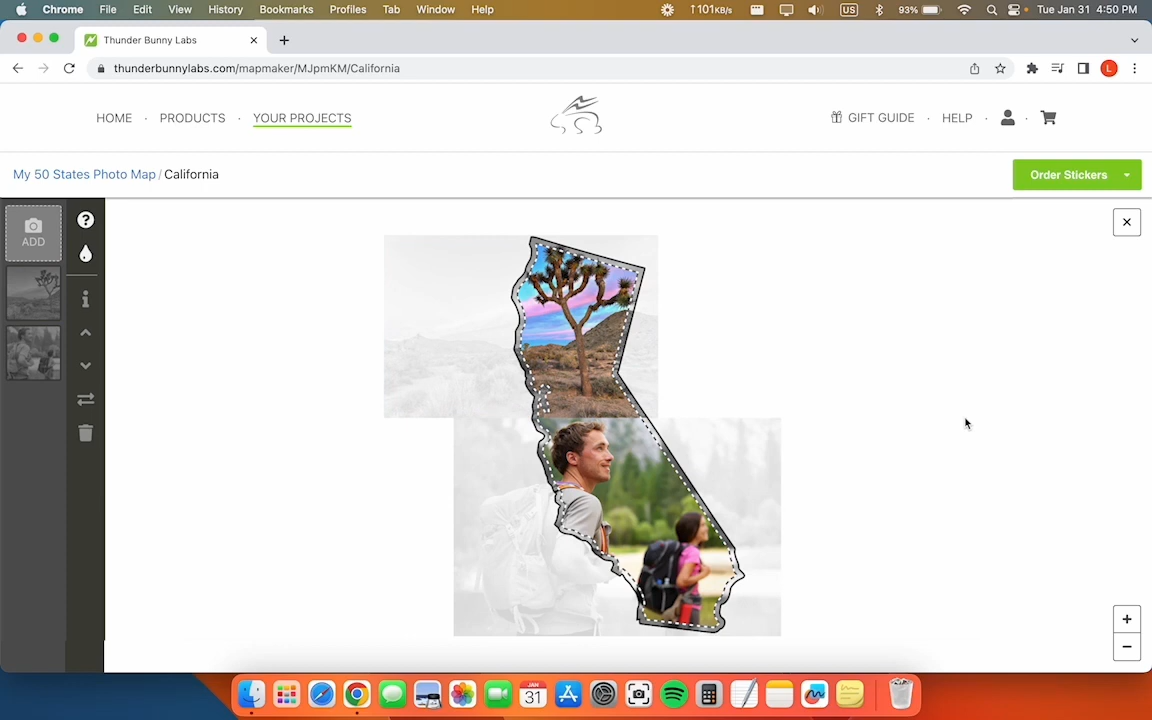 Chrome File Edit View History Bookmarks Profiles Tab Window Help ↑101KB/s US 93% Tue Jan 31 4:50 PM
Thunder Bunny Labs
thunderbunnylabs.com/mapmaker/MJpmKM/California L
HOME · PRODUCTS · YOUR PROJECTS GIFT GUIDE · HELP · ·
My 50 States Photo Map / California Order Stickers
ADD
JAN
31